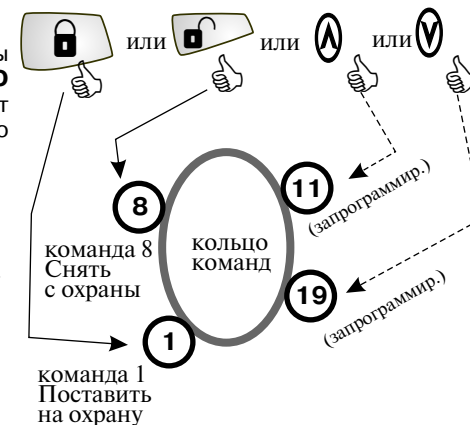 или или или
ы
о
т
о
8
11
(запрограммир.)
команда 8
Снять
с охраны
кольцо
команд
19
(запрограммир.)
1
команда 1
Поставить
на охрану